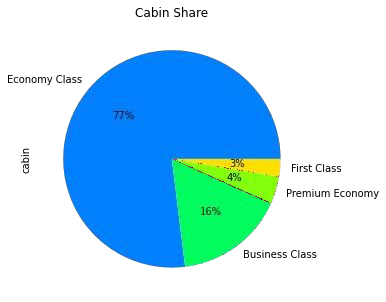 Cabin Share
Economy Class
77%
cabin
3%
First Class
4%
Premium Economy
16%
Business Class